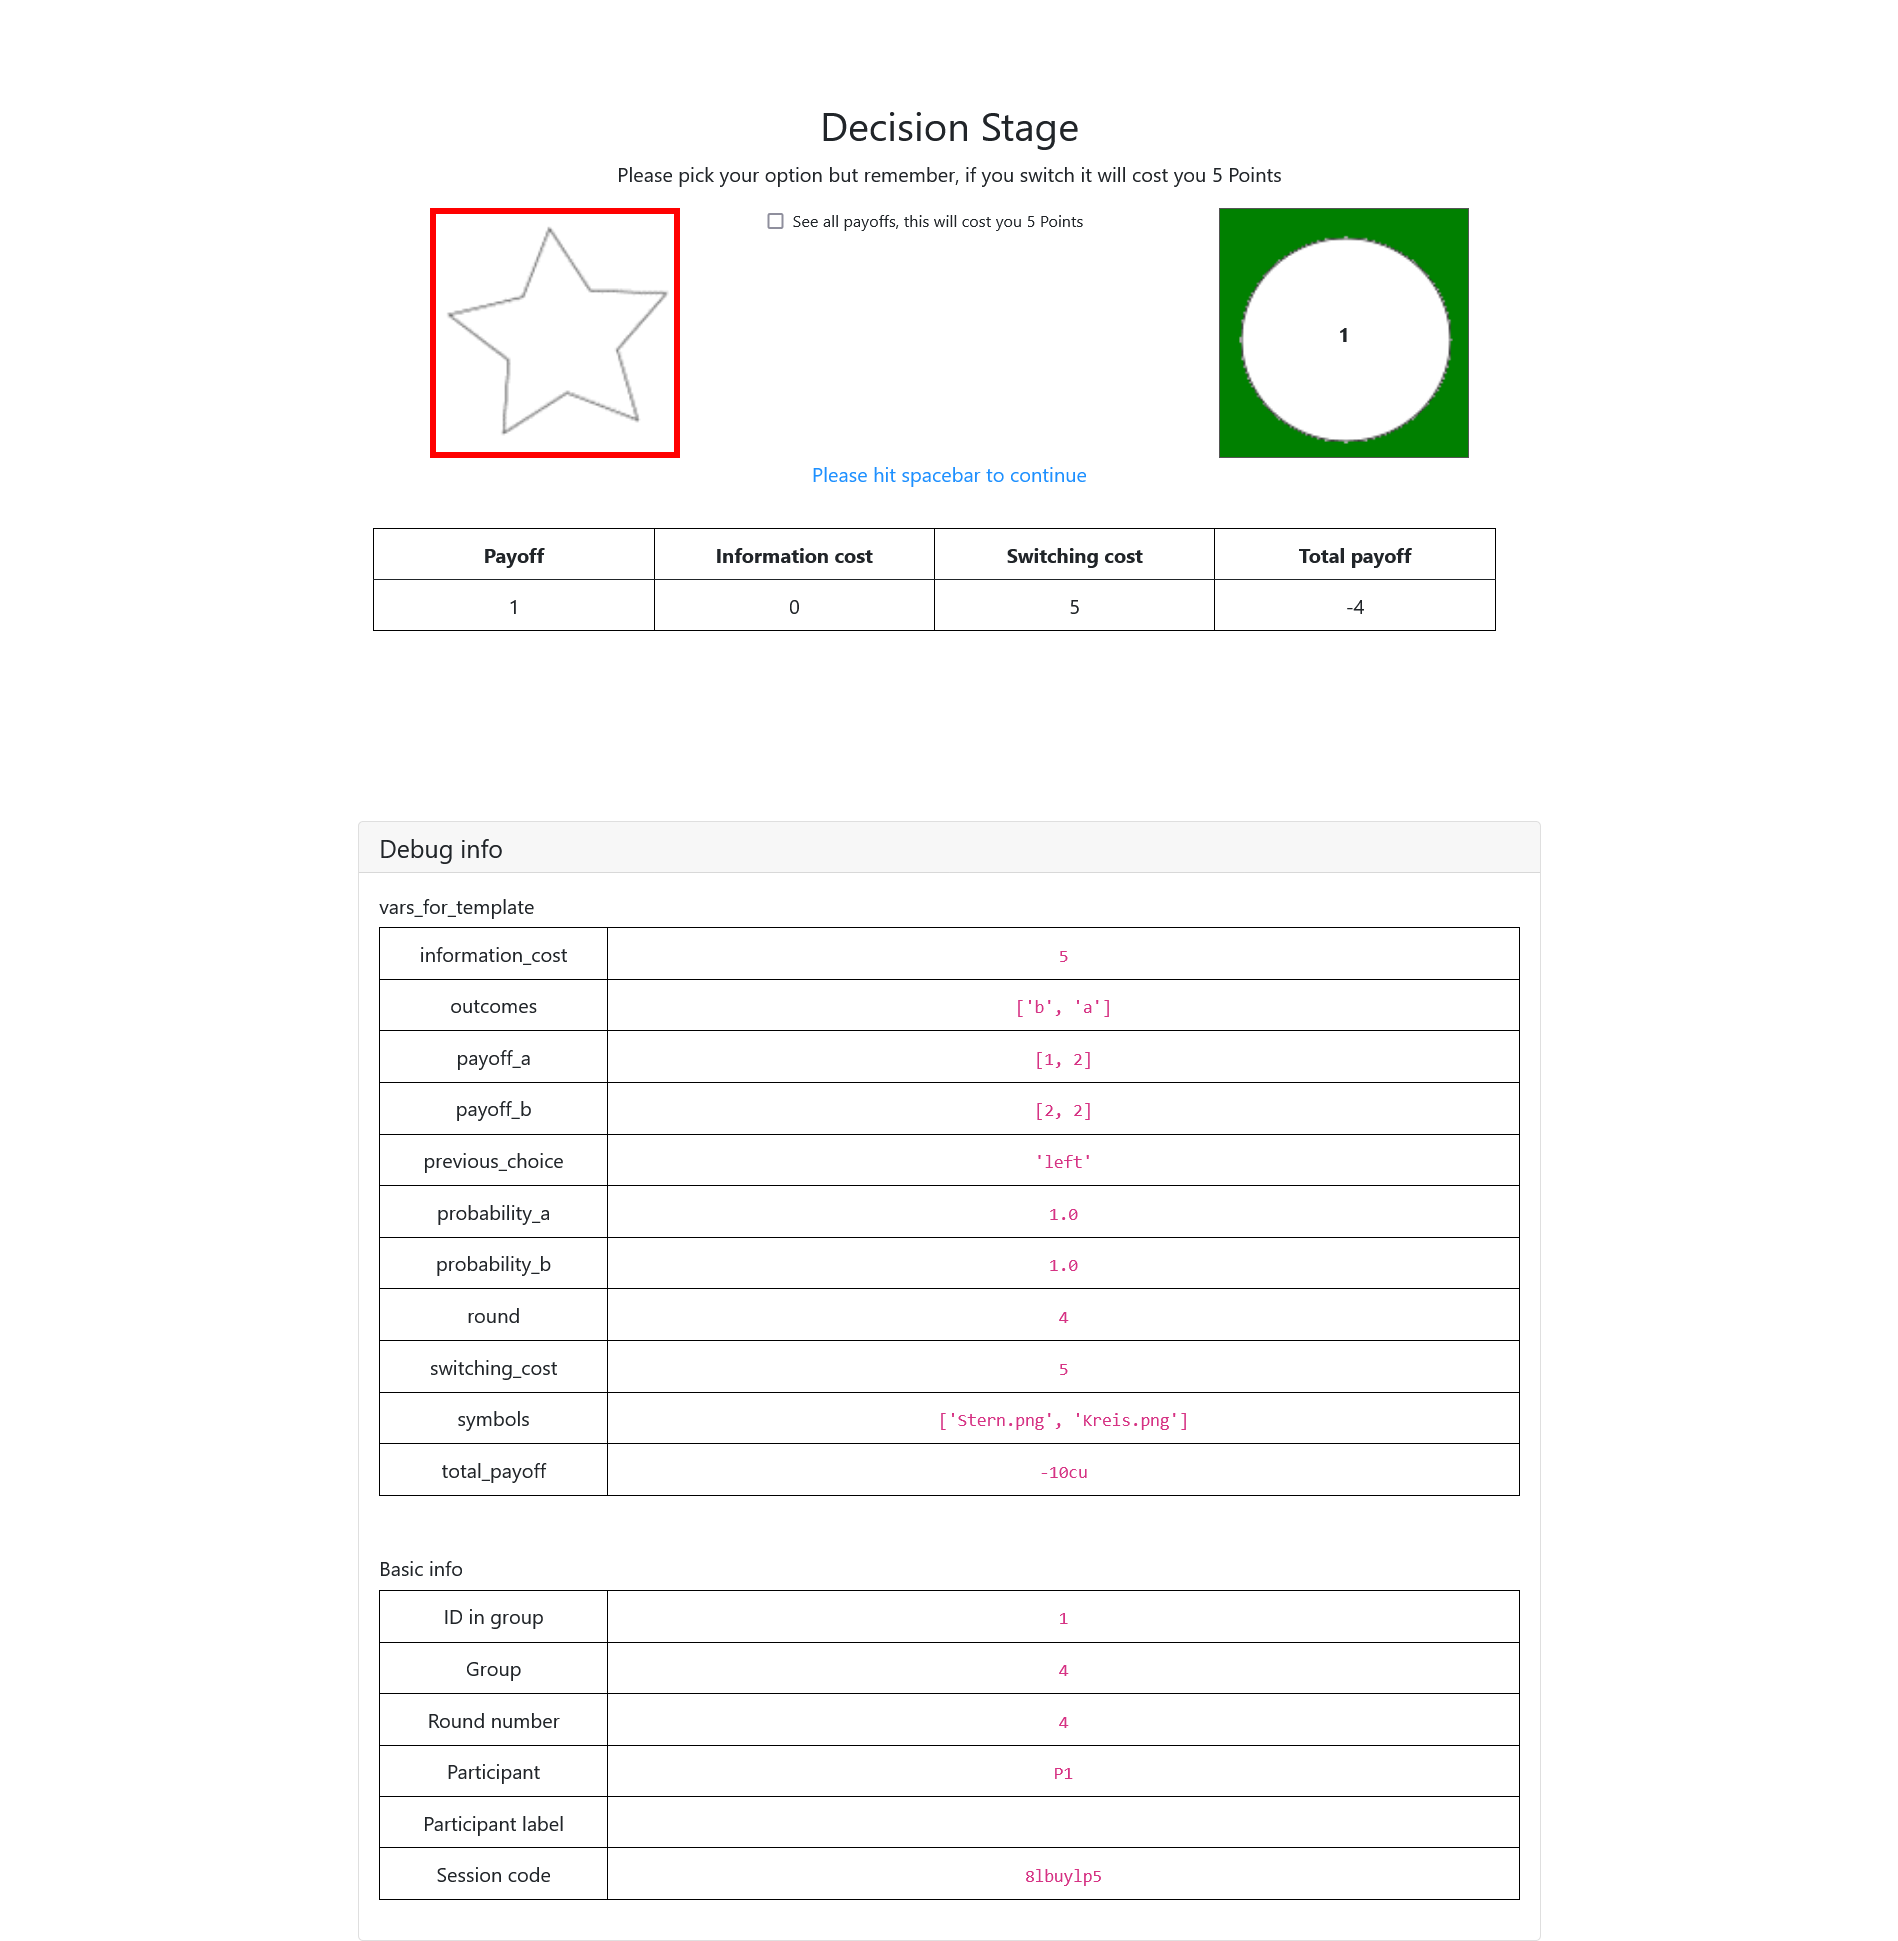 Decision Stage
Please pick your option but remember, if you switch it will cost you 5 Points
See all payoffs, this will cost you 5 Points
1
Please hit spacebar to continue
Payoff Information cost Switching cost Total payoff
1 0 5 -4
Debug info
vars_for_template
information_cost 5
outcomes ['b', 'a']
payoff_a [1, 2]
payoff_b [2, 2]
previous_choice 'left'
probability_a 1.0
probability_b 1.0
round 4
switching_cost 5
symbols ['Stern.png', 'Kreis.png']
total_payoff -10cu
Basic info
ID in group 1
Group 4
Round number 4
Participant P1
Participant label
Session code 8lbuylp5